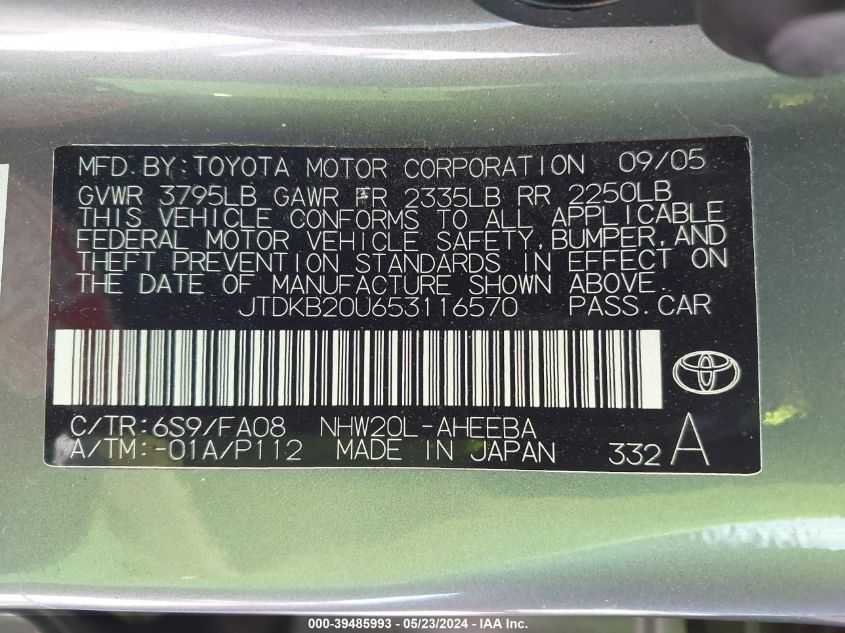 MFD. BY: TOYOTA MOTOR CORPORATION 09/05
GVWR 3795LB GAWR FR 2335LB RR 2250LB
THIS VEHICLE CONFORMS TO ALL APPLICABLE
FEDERAL MOTOR VEHICLE SAFETY, BUMPER, AND
THEFT PREVENTION STANDARDS IN EFFECT ON
THE DATE OF MANUFACTURE SHOWN ABOVE.
JTDKB20U653116570 PASS. CAR
C/TR: 6S9/FA08 NHW20L-AHEEBA
A/TM: -01A/P112 MADE IN JAPAN 332 A
000-39485993 - 05/23/2024 - IAA Inc.